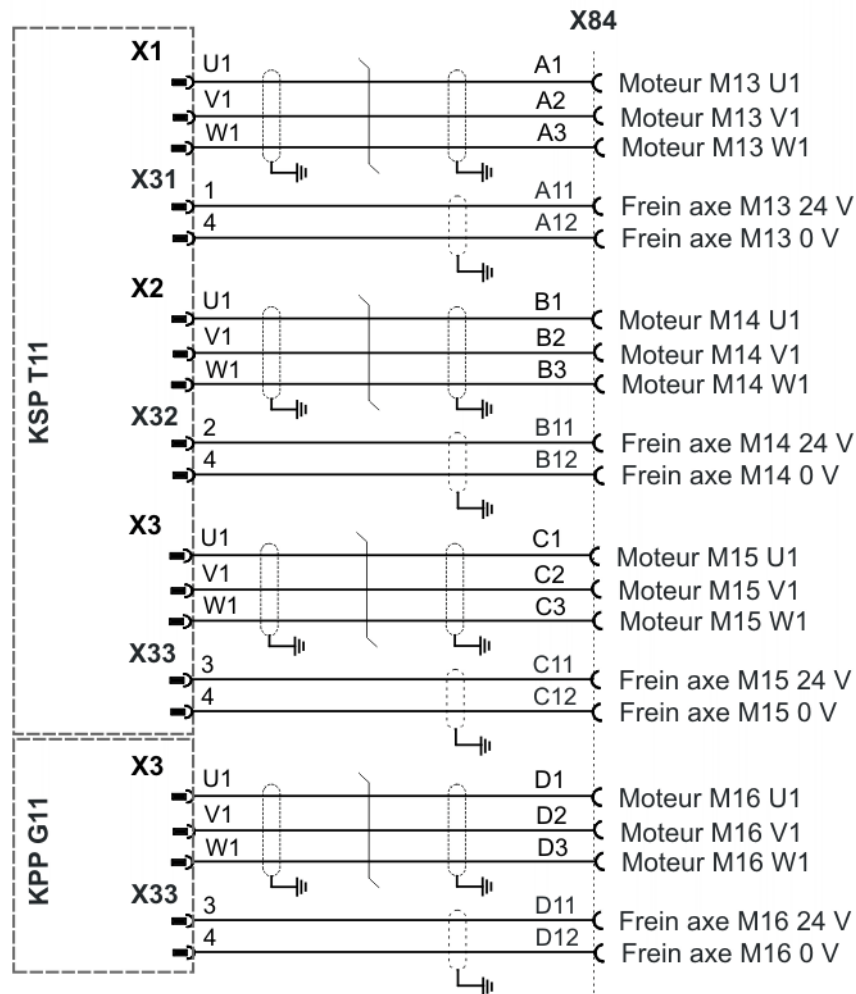 X84
KSP T11
X1
U1 A1 Moteur M13 U1
V1 A2 Moteur M13 V1
W1 A3 Moteur M13 W1
X31
1 A11 Frein axe M13 24 V
4 A12 Frein axe M13 0 V
X2
U1 B1 Moteur M14 U1
V1 B2 Moteur M14 V1
W1 B3 Moteur M14 W1
X32
2 B11 Frein axe M14 24 V
4 B12 Frein axe M14 0 V
X3
U1 C1 Moteur M15 U1
V1 C2 Moteur M15 V1
W1 C3 Moteur M15 W1
X33
3 C11 Frein axe M15 24 V
4 C12 Frein axe M15 0 V
KPP G11
X3
U1 D1 Moteur M16 U1
V1 D2 Moteur M16 V1
W1 D3 Moteur M16 W1
X33
3 D11 Frein axe M16 24 V
4 D12 Frein axe M16 0 V